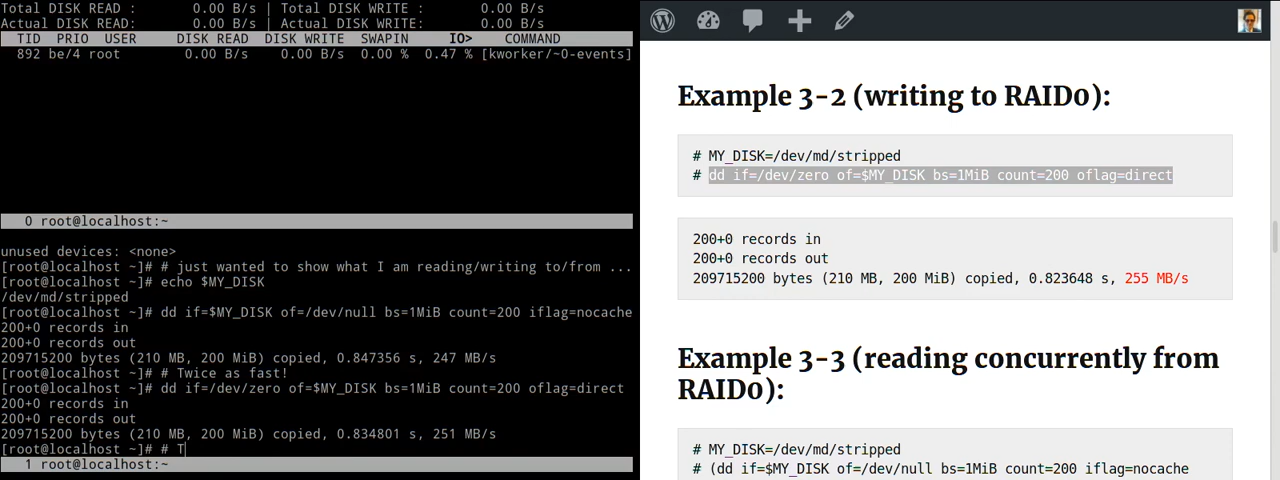 Total DISK READ :       0.00 B/s | Total DISK WRITE :       0.00 B/s
Actual DISK READ:       0.00 B/s | Actual DISK WRITE:       0.00 B/s
TID  PRIO  USER     DISK READ  DISK WRITE  SWAPIN     IO>    COMMAND
892 be/4 root        0.00 B/s    0.00 B/s  0.00 %  0.47 % [kworker/~0-events]
0 root@localhost:~
unused devices: <none>
[root@localhost ~]# # just wanted to show what I am reading/writing to/from ...
[root@localhost ~]# echo $MY_DISK
/dev/md/stripped
[root@localhost ~]# dd if=$MY_DISK of=/dev/null bs=1MiB count=200 iflag=nocache
200+0 records in
200+0 records out
209715200 bytes (210 MB, 200 MiB) copied, 0.847356 s, 247 MB/s
[root@localhost ~]# # Twice as fast!
[root@localhost ~]# dd if=/dev/zero of=$MY_DISK bs=1MiB count=200 oflag=direct
200+0 records in
200+0 records out
209715200 bytes (210 MB, 200 MiB) copied, 0.834801 s, 251 MB/s
[root@localhost ~]# # T
1 root@localhost:~
Example 3-2 (writing to RAID0):
# MY_DISK=/dev/md/stripped
# dd if=/dev/zero of=$MY_DISK bs=1MiB count=200 oflag=direct
200+0 records in
200+0 records out
209715200 bytes (210 MB, 200 MiB) copied, 0.823648 s, 255 MB/s
Example 3-3 (reading concurrently from
RAID0):
# MY_DISK=/dev/md/stripped
# (dd if=$MY_DISK of=/dev/null bs=1MiB count=200 iflag=nocache